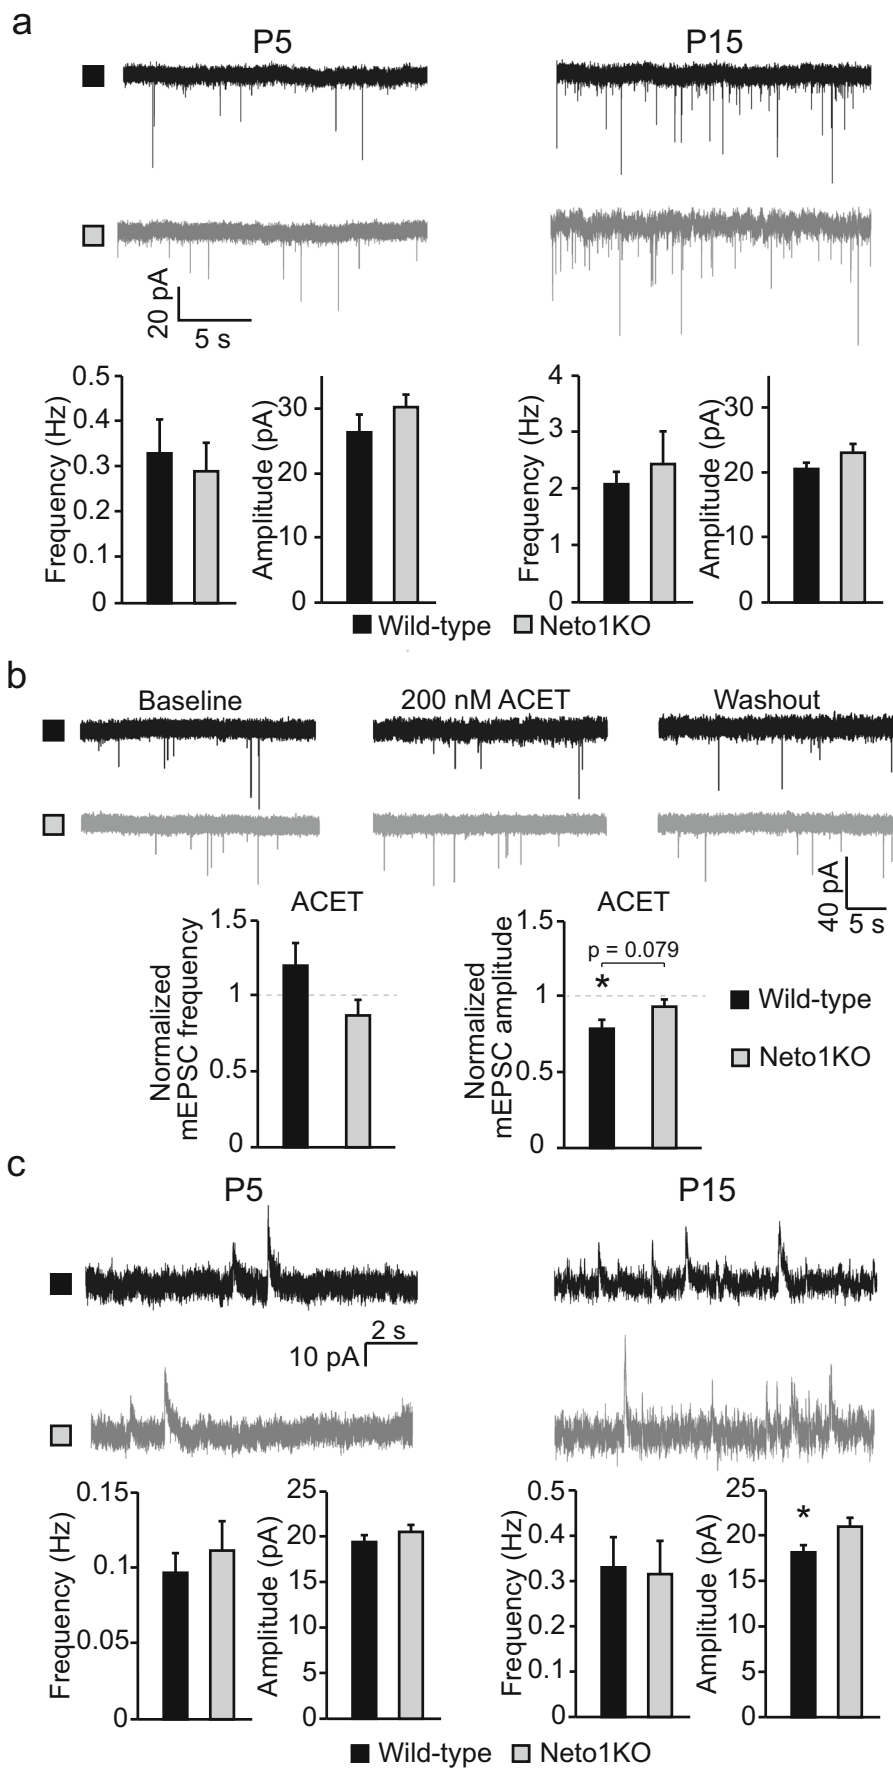 a
P5 P15
20 pA
5 s
Frequency (Hz)
0.5
0.4
0.3
0.2
0.1
0
Amplitude (pA)
30
20
10
0
Frequency (Hz)
4
3
2
1
0
Amplitude (pA)
30
20
10
0
Wild-type Neto1KO
b
Baseline 200 nM ACET Washout
40 pA
5 s
ACET
Normalized
mEPSC frequency
1.5
1
0.5
0
ACET
Normalized
mEPSC amplitude
1.5
1
0.5
0
p = 0.079
*
Wild-type
Neto1KO
c
P5 P15
2 s
10 pA
Frequency (Hz)
0.15
0.1
0.05
0
Amplitude (pA)
25
20
15
10
5
0
Frequency (Hz)
0.5
0.4
0.3
0.2
0.1
0
Amplitude (pA)
25
20
15
10
5
0
*
Wild-type Neto1KO